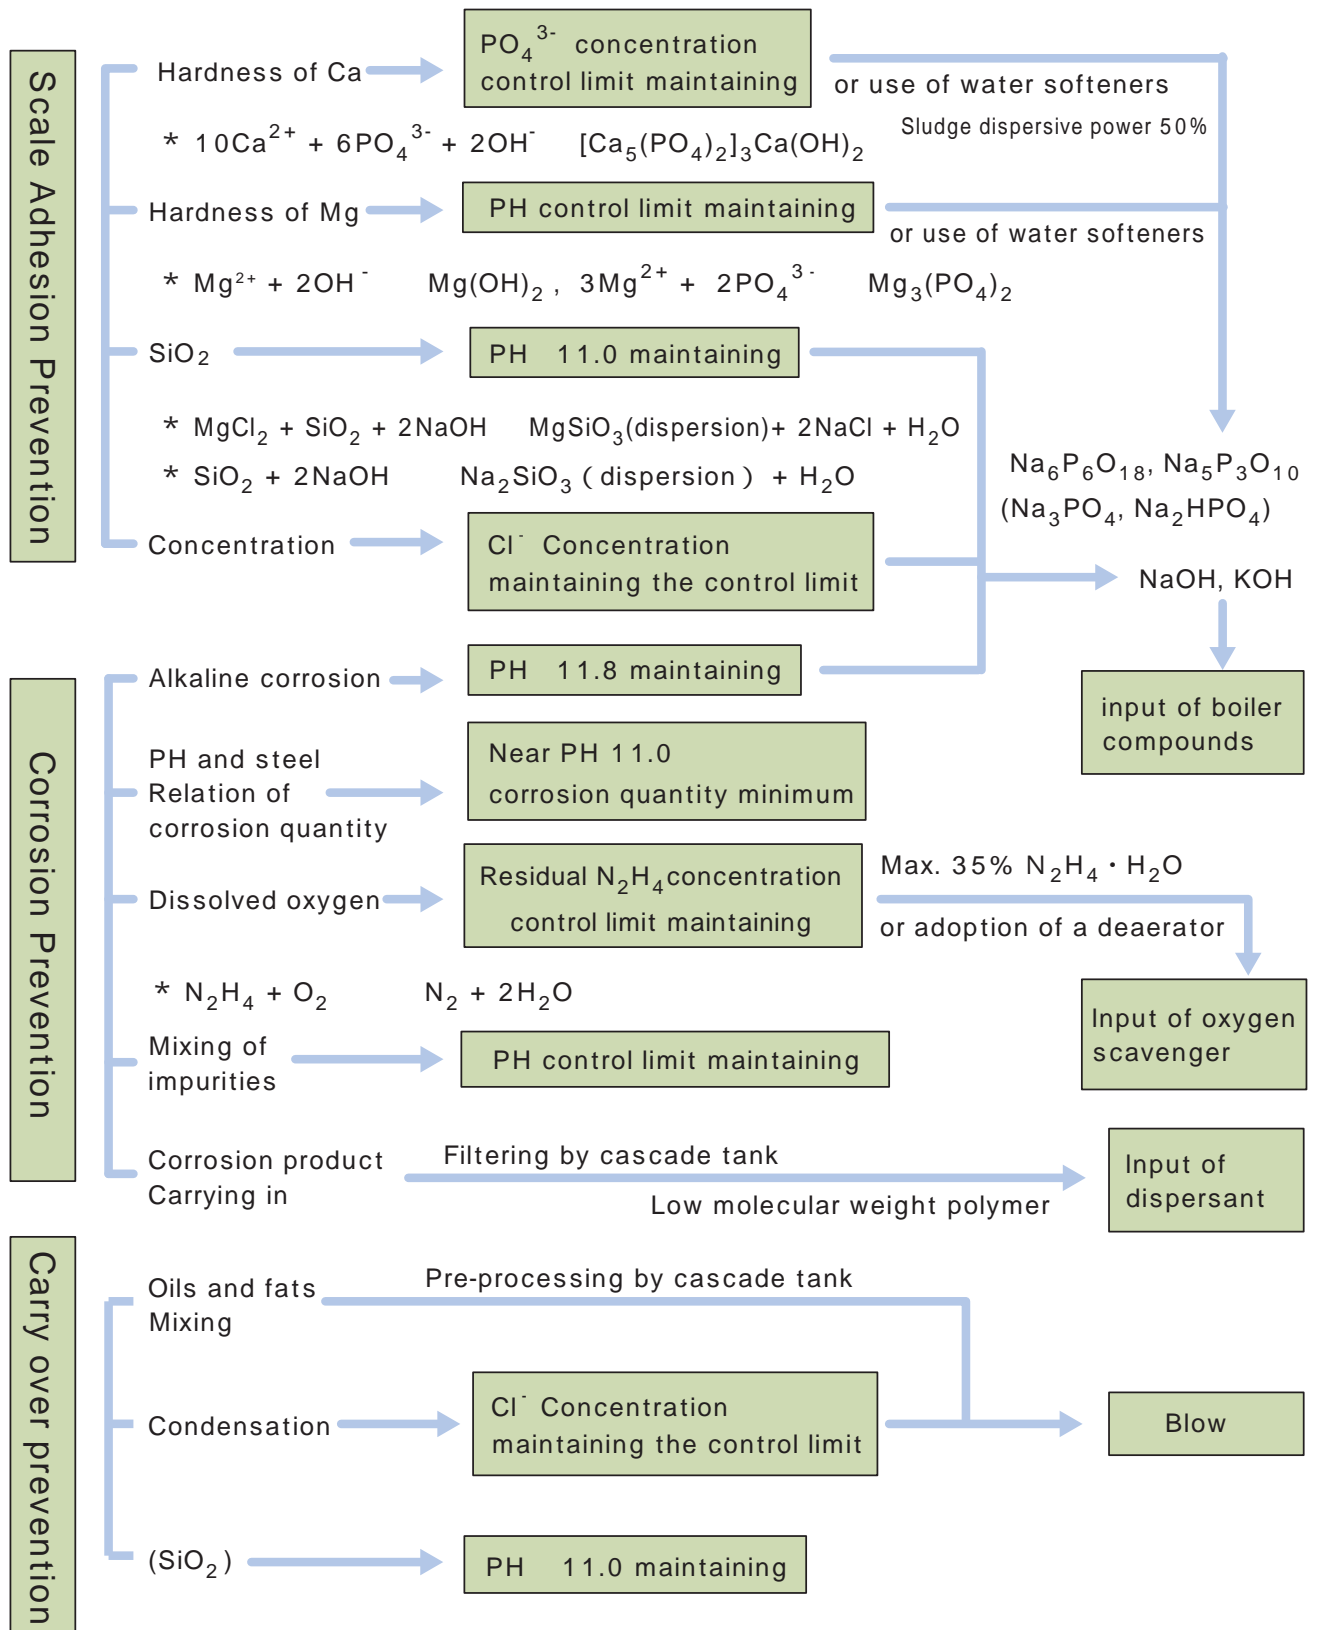 Scale Adhesion Prevention
Hardness of Ca
PO₄³⁻ concentration
control limit maintaining
or use of water softeners
Sludge dispersive power 50%
* 10Ca²⁺ + 6PO₄³⁻ + 2OH⁻ [Ca₅(PO₄)₂]₃Ca(OH)₂
Hardness of Mg
PH control limit maintaining
or use of water softeners
* Mg²⁺ + 2OH⁻ Mg(OH)₂ , 3Mg²⁺ + 2PO₄³⁻ Mg₃(PO₄)₂
SiO₂
PH 11.0 maintaining
* MgCl₂ + SiO₂ + 2NaOH MgSiO₃(dispersion)+ 2NaCl + H₂O
* SiO₂ + 2NaOH Na₂SiO₃ ( dispersion ) + H₂O
Na₆P₆O₁₈, Na₅P₃O₁₀
(Na₃PO₄, Na₂HPO₄)
Concentration
Cl⁻ Concentration
maintaining the control limit
NaOH, KOH
input of boiler
compounds
Corrosion Prevention
Alkaline corrosion
PH 11.8 maintaining
PH and steel
Relation of
corrosion quantity
Near PH 11.0
corrosion quantity minimum
Dissolved oxygen
Residual N₂H₄ concentration
control limit maintaining
Max. 35% N₂H₄・H₂O
or adoption of a deaerator
* N₂H₄ + O₂ N₂ + 2H₂O
Input of oxygen
scavenger
Mixing of
impurities
PH control limit maintaining
Corrosion product
Carrying in
Filtering by cascade tank
Low molecular weight polymer
Input of
dispersant
Carry over prevention
Oils and fats
Mixing
Pre-processing by cascade tank
Condensation
Cl⁻ Concentration
maintaining the control limit
Blow
(SiO₂)
PH 11.0 maintaining